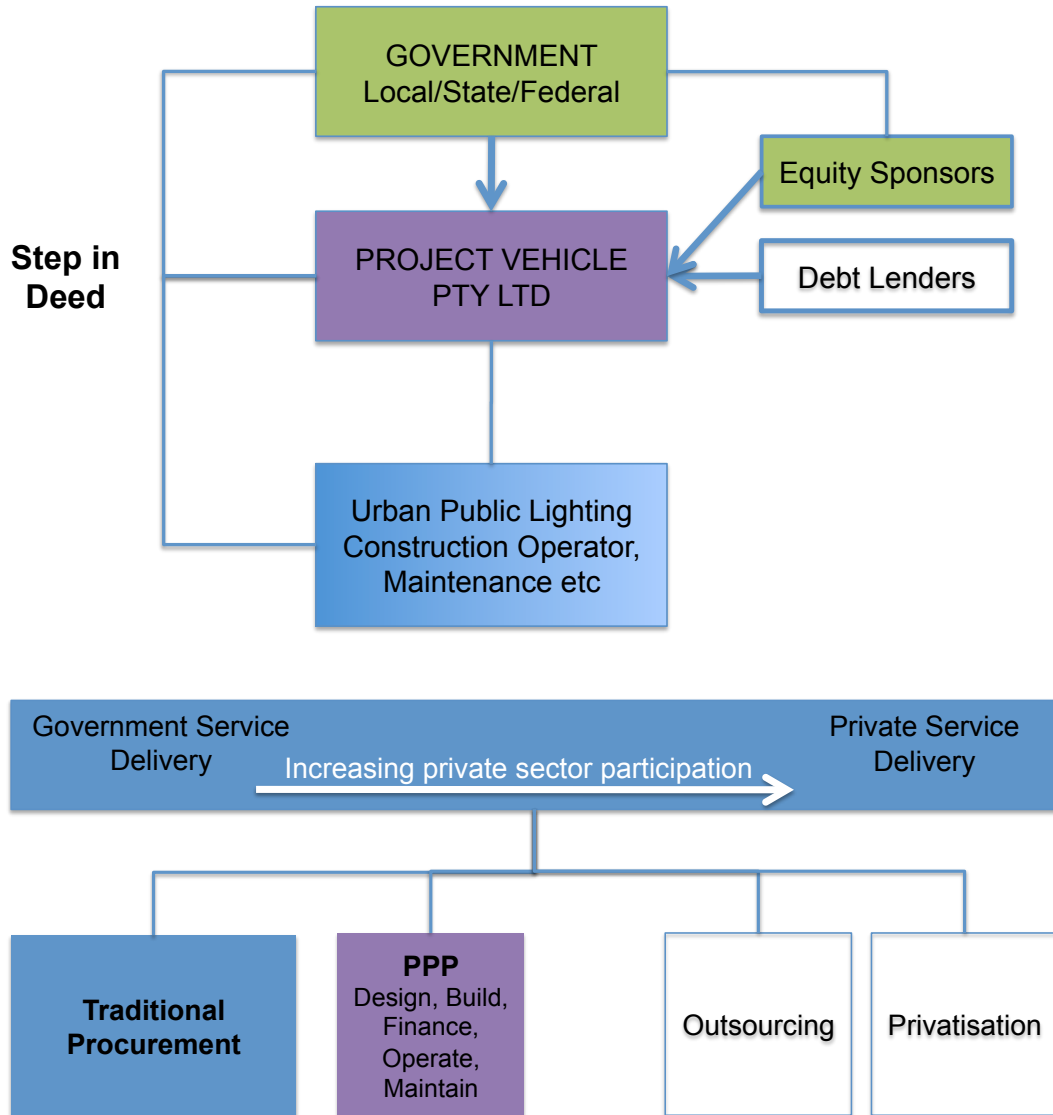 GOVERNMENT
Local/State/Federal
Equity Sponsors
Step in
Deed
PROJECT VEHICLE
PTY LTD
Debt Lenders
Urban Public Lighting
Construction Operator,
Maintenance etc
Government Service
Delivery
Increasing private sector participation
Private Service
Delivery
Traditional
Procurement
PPP
Design, Build,
Finance,
Operate,
Maintain
Outsourcing
Privatisation